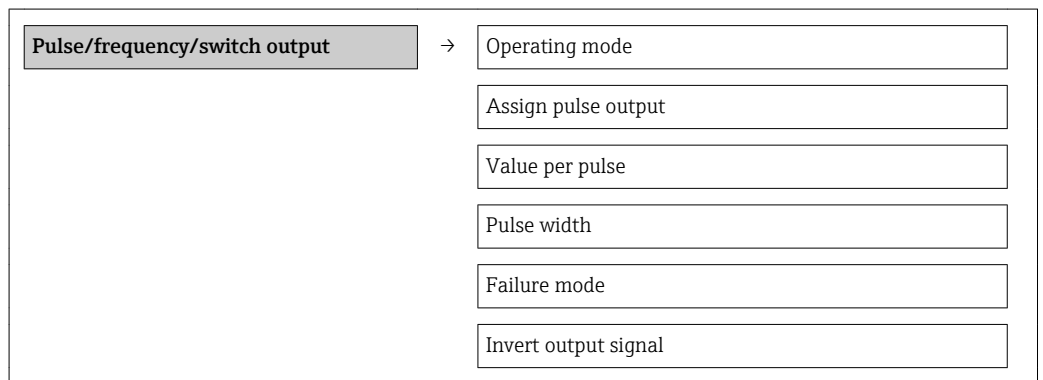 Pulse/frequency/switch output → Operating mode
Assign pulse output
Value per pulse
Pulse width
Failure mode
Invert output signal